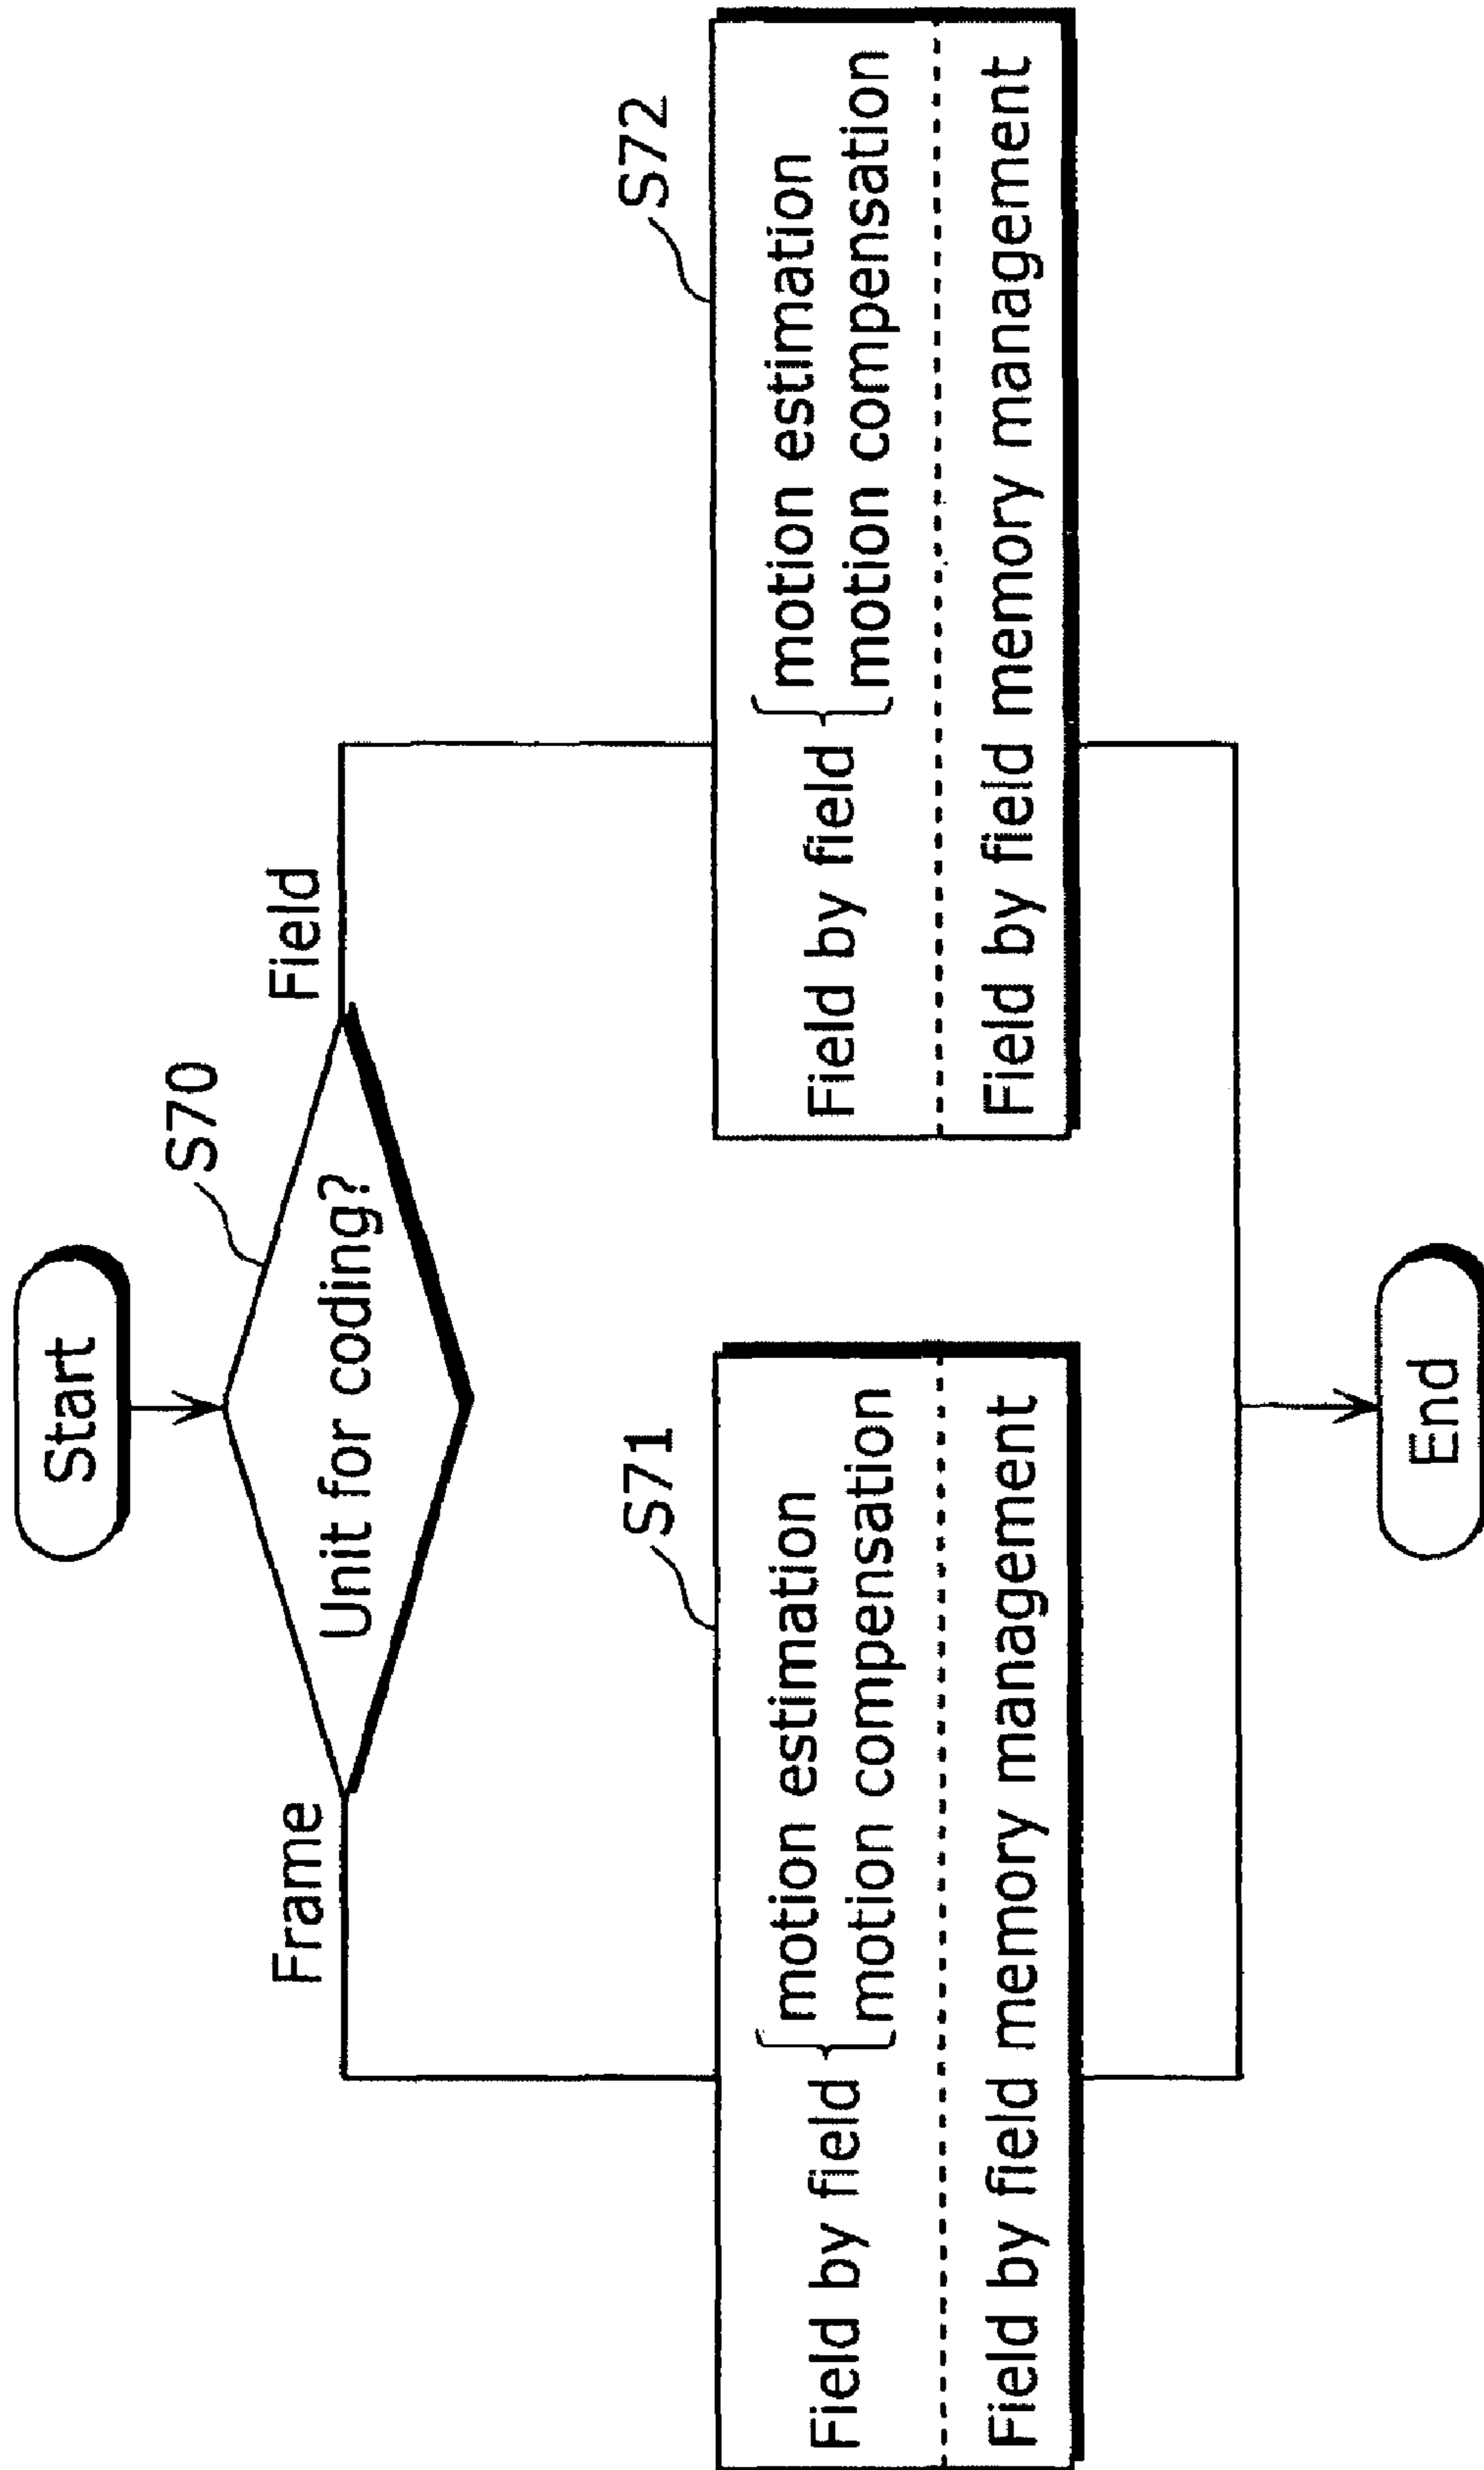 Start
S70
Unit for coding?
Frame
Field
S71
Field by field { motion estimation
motion compensation
Field by field memory management
S72
Field by field { motion estimation
motion compensation
Field by field memory management
End